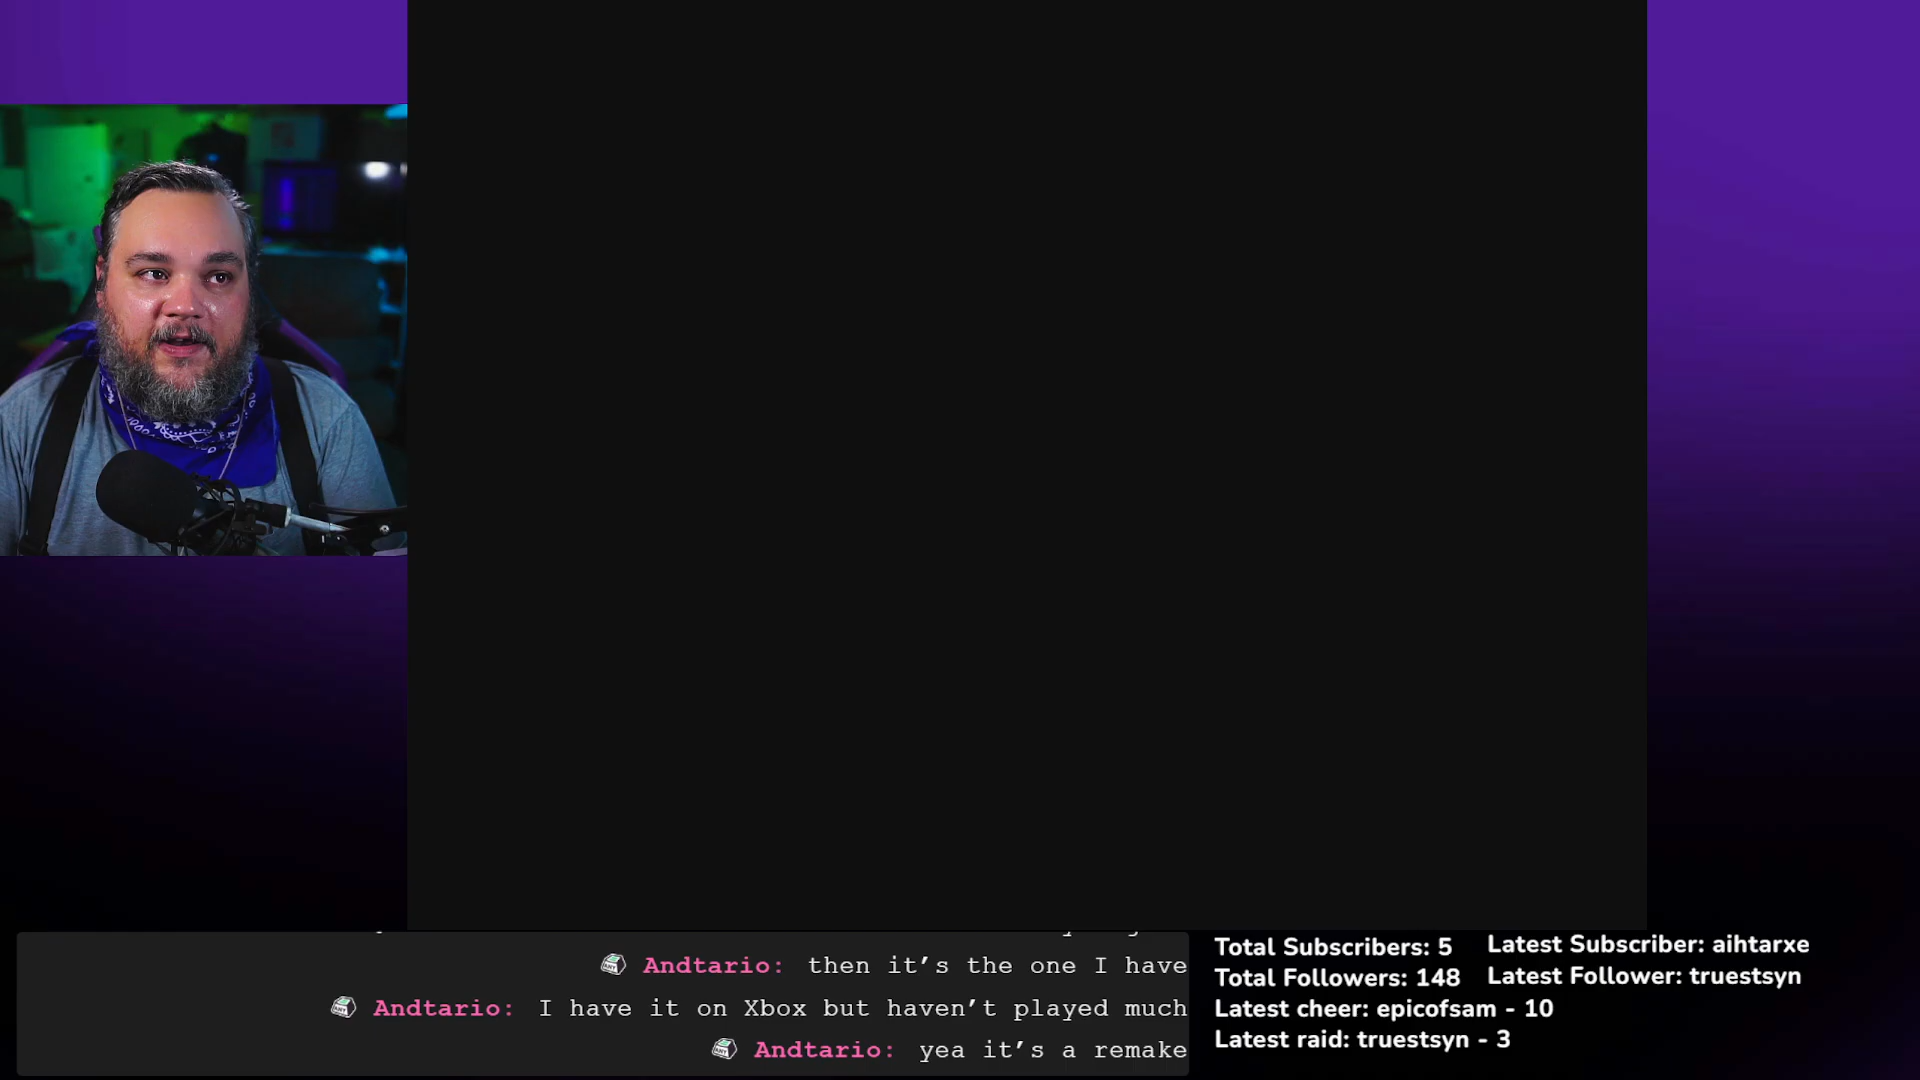 Andtario: then it’s the one I have
Andtario: I have it on Xbox but haven’t played much
Andtario: yea it’s a remake
Total Subscribers: 5
Latest Subscriber: aihtarxe
Total Followers: 148
Latest Follower: truestsyn
Latest cheer: epicofsam - 10
Latest raid: truestsyn - 3